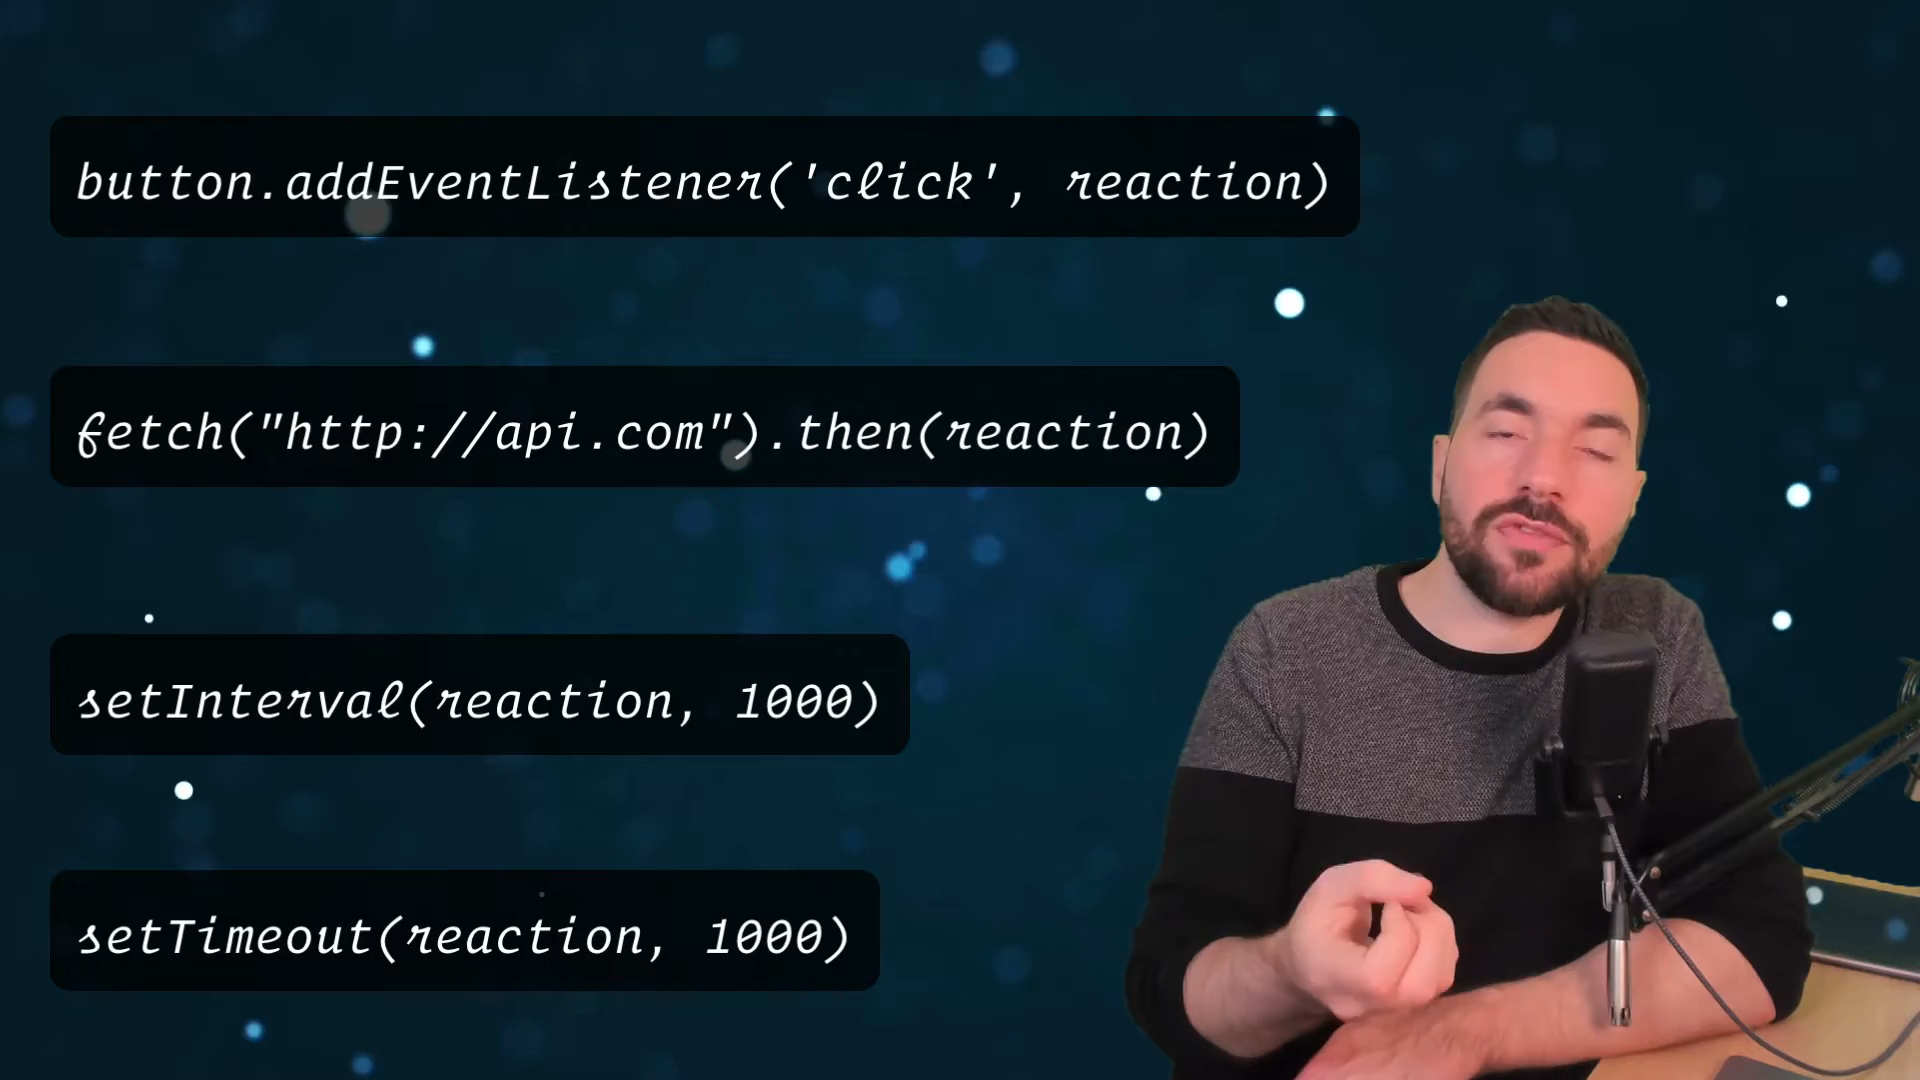 button.addEventListener('click', reaction)
fetch("http://api.com").then(reaction)
setInterval(reaction, 1000)
setTimeout(reaction, 1000)